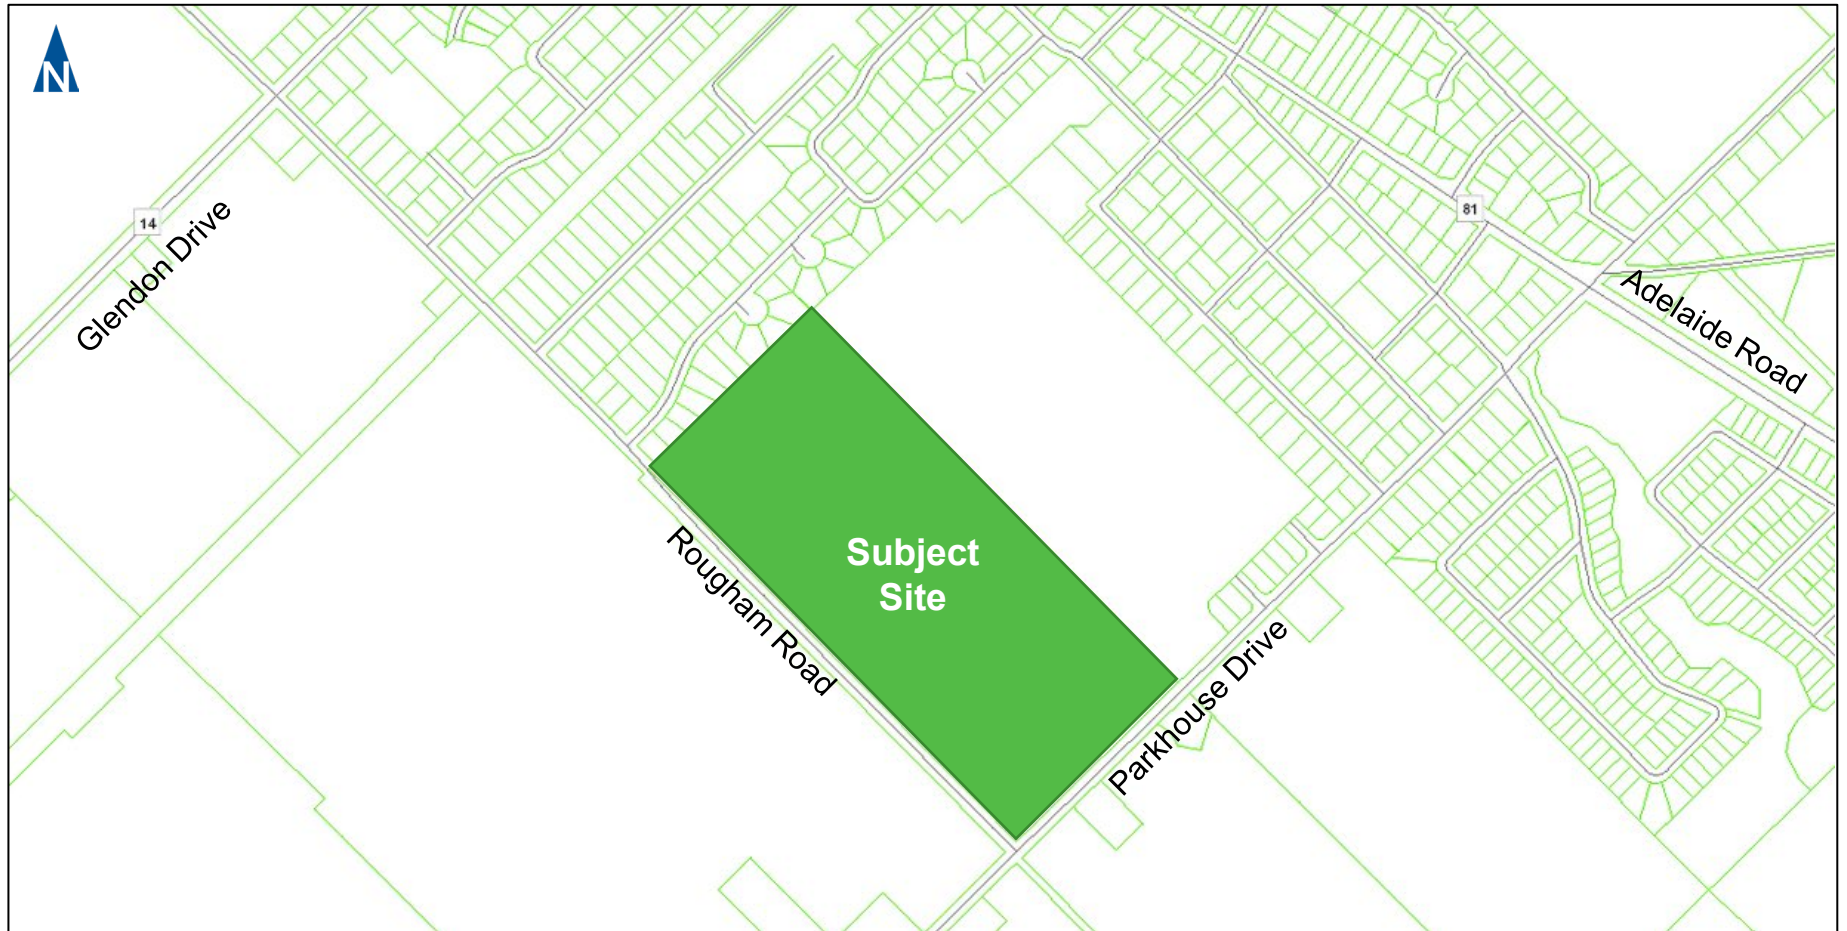 N
14
Glendon Drive
81
Adelaide Road
Subject
Site
Rougham Road
Parkhouse Drive